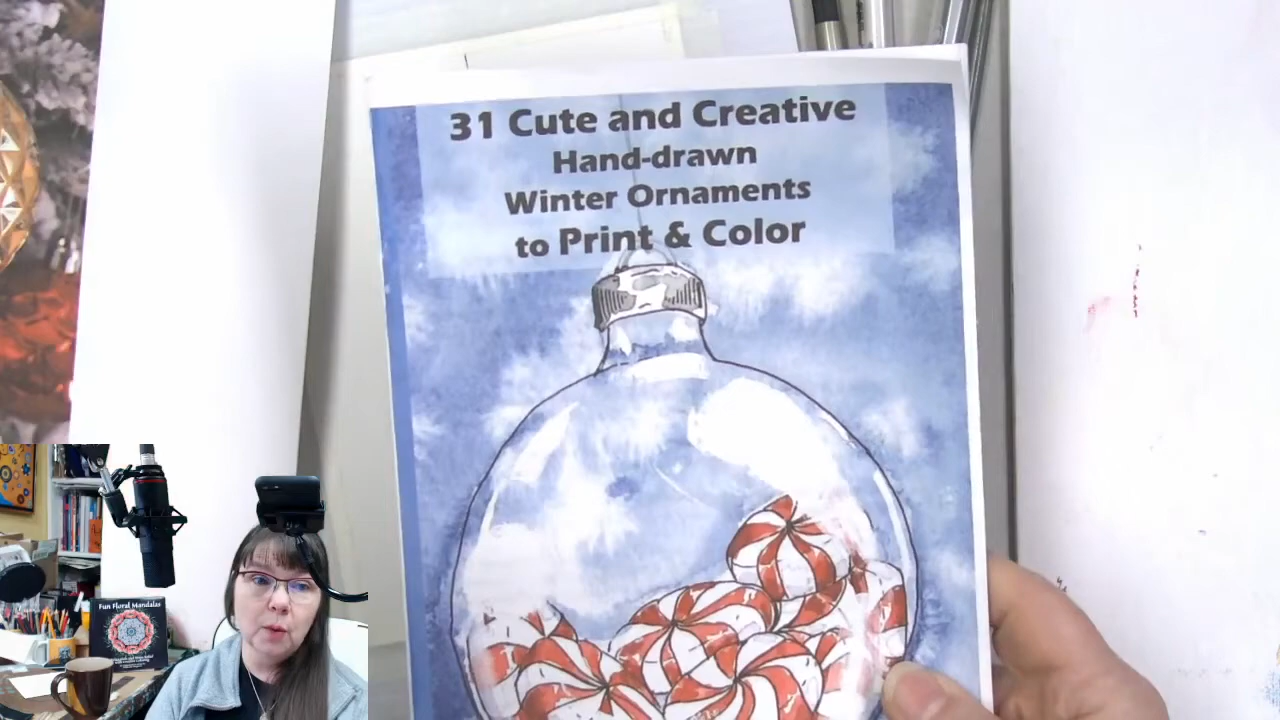 31 Cute and Creative
Hand-drawn
Winter Ornaments
to Print & Color
Fun Floral Mandalas